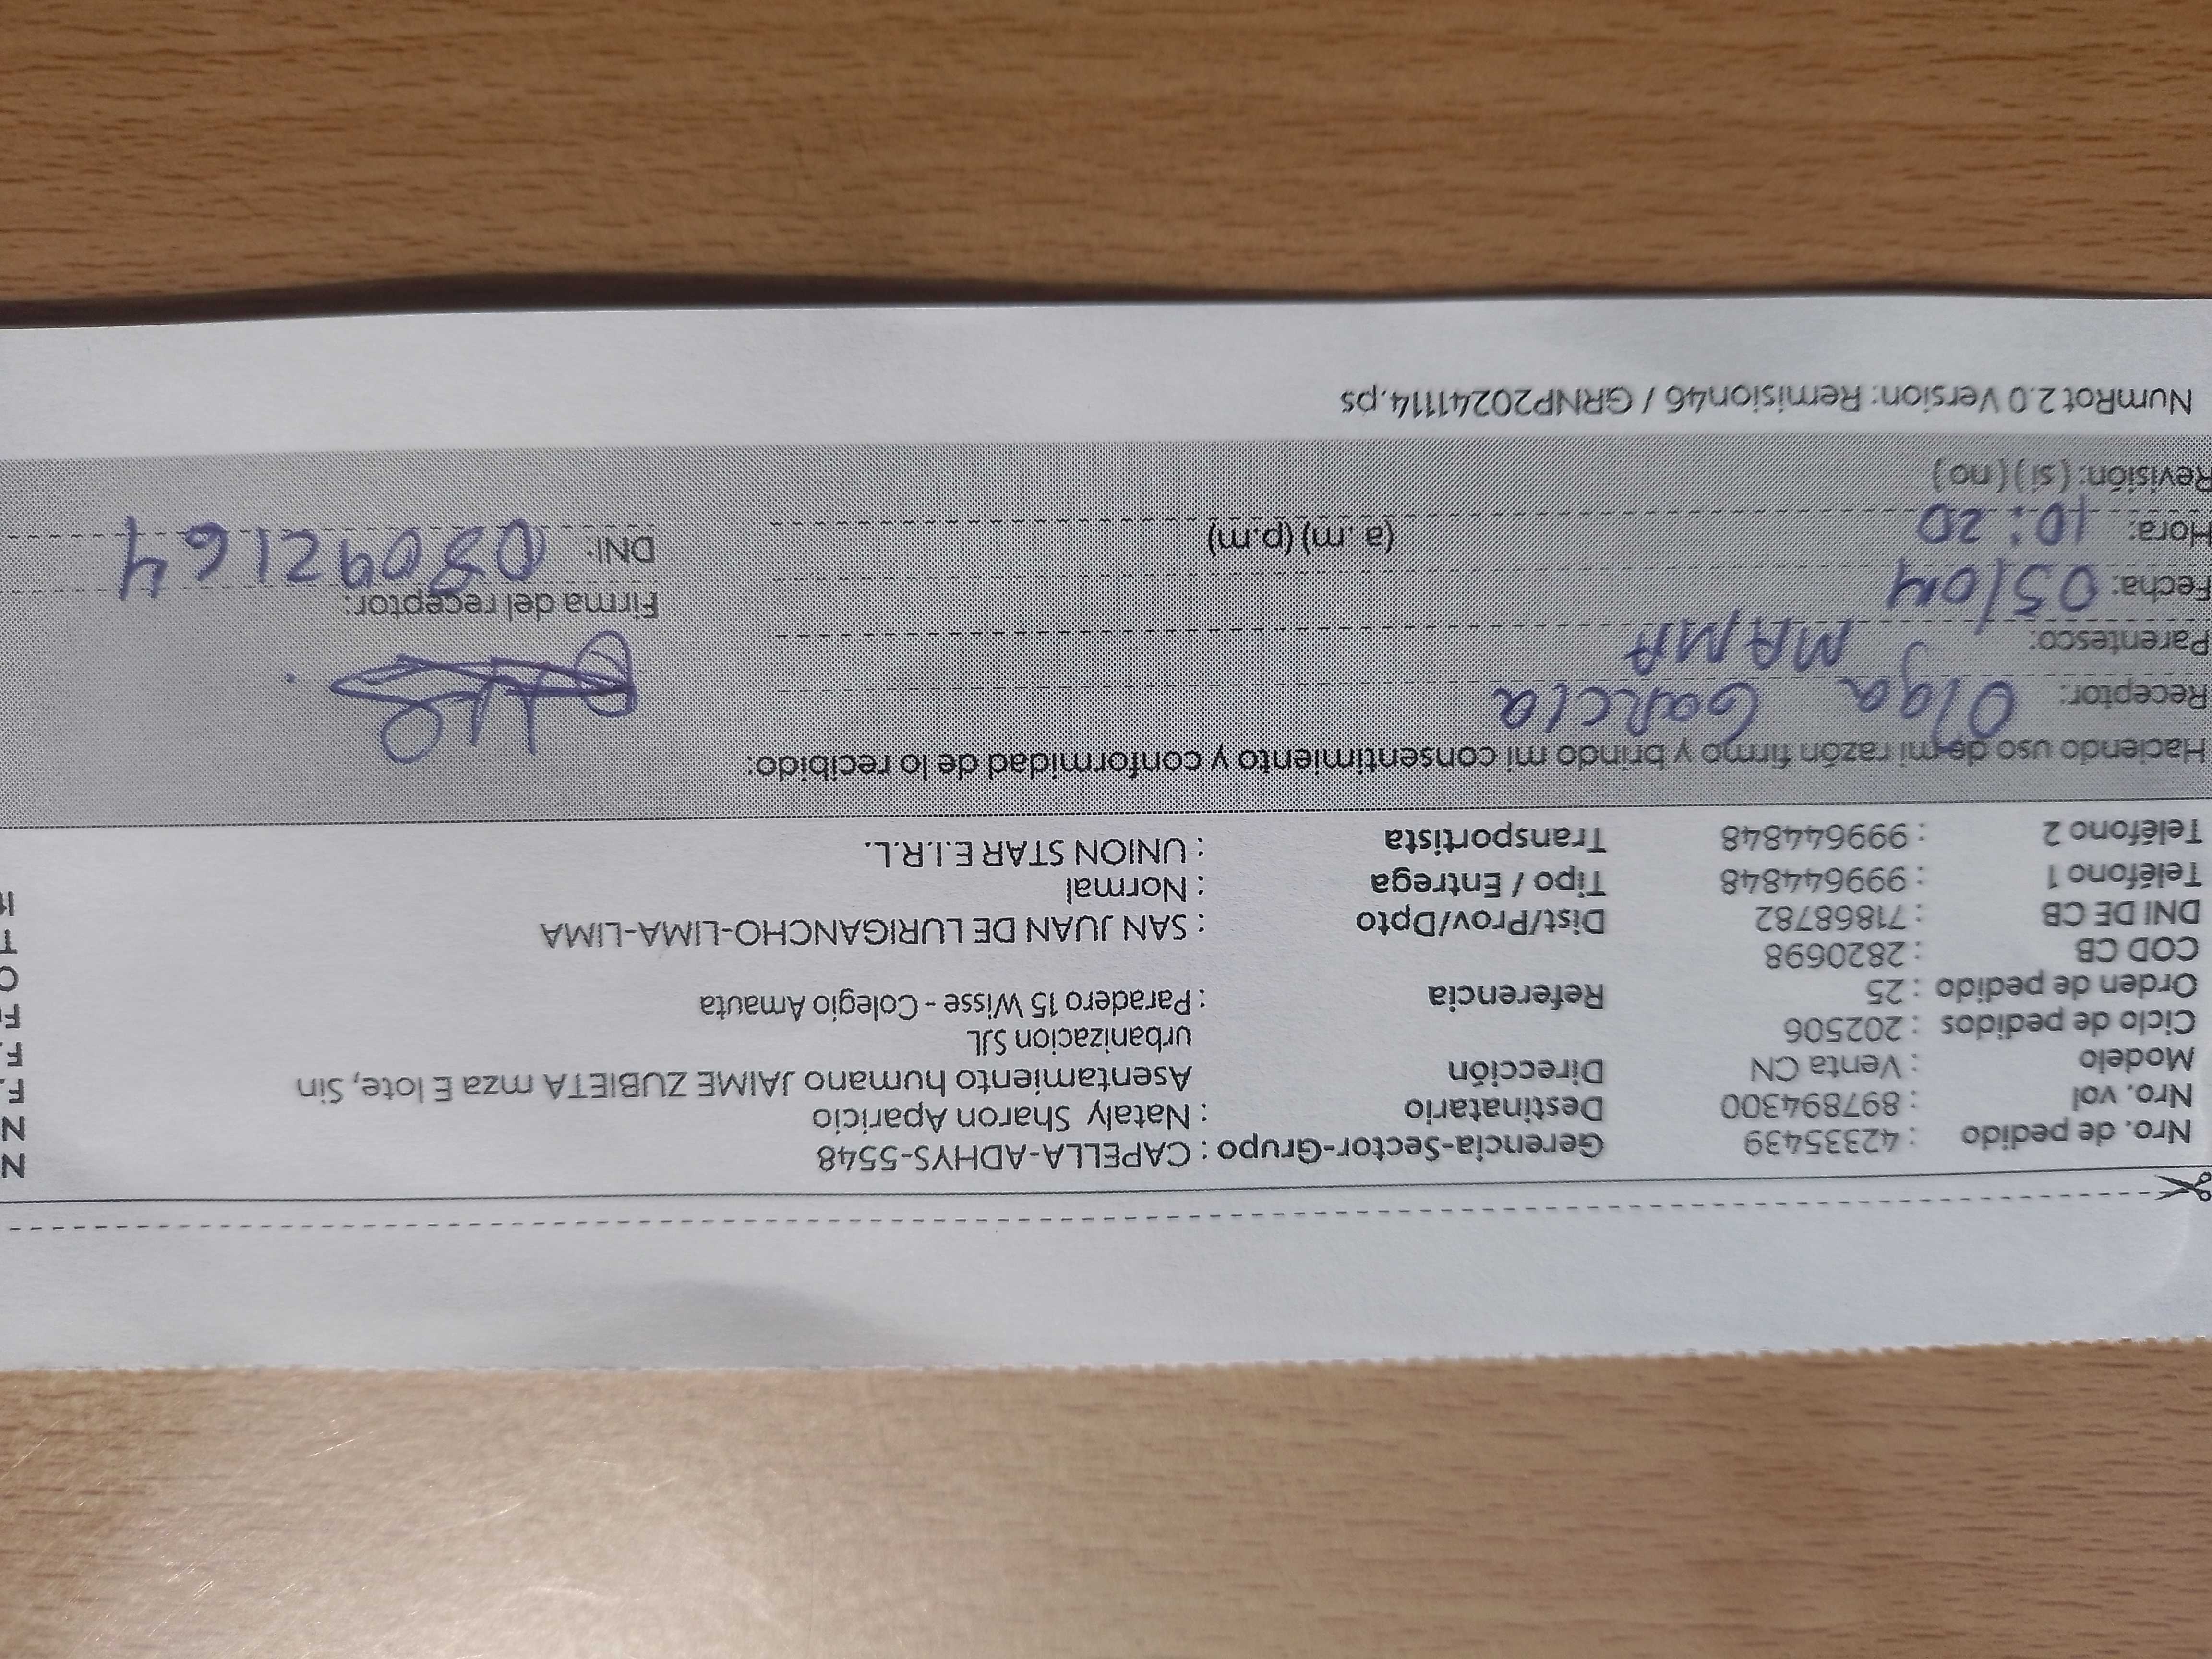 Nro. de pedido : 42335439 Gerencia-Sector-Grupo : CAPELLA-ADHYS-5548 N
Nro. vol : 897894300 Destinatario : Nataly Sharon Aparicio N
Modelo : Venta CN Dirección Asentamiento humano JAIME ZUBIETA mza E lote, Sin F.
Ciclo de pedidos : 202506 urbanizacion SJL F.
Orden de pedido : 25 Referencia : Paradero 15 Wisse - Colegio Amauta
COD CB : 2820698
DNI DE CB : 71868782 Dist/Prov/Dpto : SAN JUAN DE LURIGANCHO-LIMA-LIMA
Teléfono 1 : 999644848 Tipo / Entrega : Normal
Teléfono 2 : 999644848 Transportista : UNION STAR E.I.R.L.
Haciendo uso de mi razón firmo y brindo mi consentimiento y conformidad de lo recibido:
Receptor: Olga Garcia
Parentesco: MAMA
Firma del receptor:
Fecha: 05/04
Hora: 10:20 (a. m) (p.m) DNI: 08092164
Revisión: (sí) (no)
NumRot 2.0 Version: Remision46 / GRNP202411114.ps